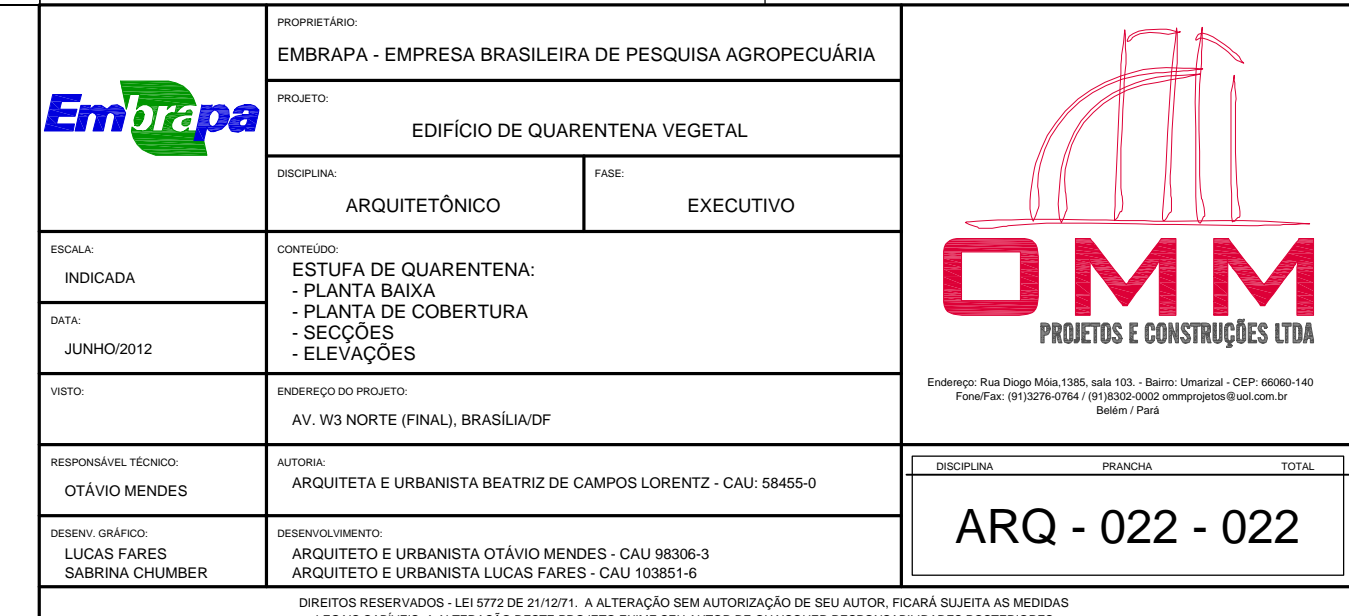 Embrapa
PROPRIETÁRIO:
EMBRAPA - EMPRESA BRASILEIRA DE PESQUISA AGROPECUÁRIA
PROJETO:
EDIFÍCIO DE QUARENTENA VEGETAL
DISCIPLINA:
ARQUITETÔNICO
FASE:
EXECUTIVO
ESCALA:
INDICADA
DATA:
JUNHO/2012
CONTEÚDO:
ESTUFA DE QUARENTENA:
- PLANTA BAIXA
- PLANTA DE COBERTURA
- SECÇÕES
- ELEVAÇÕES
VISTO:
ENDEREÇO DO PROJETO:
AV. W3 NORTE (FINAL), BRASÍLIA/DF
RESPONSÁVEL TÉCNICO:
OTÁVIO MENDES
AUTORIA:
ARQUITETA E URBANISTA BEATRIZ DE CAMPOS LORENTZ - CAU: 58455-0
DESENV. GRÁFICO:
LUCAS FARES
SABRINA CHUMBER
DESENVOLVIMENTO:
ARQUITETO E URBANISTA OTÁVIO MENDES - CAU 98306-3
ARQUITETO E URBANISTA LUCAS FARES - CAU 103851-6
OMM
PROJETOS E CONSTRUÇÕES LTDA
Endereço: Rua Diogo Móia,1385, sala 103. - Bairro: Umarizal - CEP: 66060-140
Fone/Fax: (91)3276-0764 / (91)8302-0002 ommprojetos@uol.com.br
Belém / Pará
DISCIPLINA PRANCHA TOTAL
ARQ - 022 - 022
DIREITOS RESERVADOS - LEI 5772 DE 21/12/71. A ALTERAÇÃO SEM AUTORIZAÇÃO DE SEU AUTOR, FICARÁ SUJEITA AS MEDIDAS